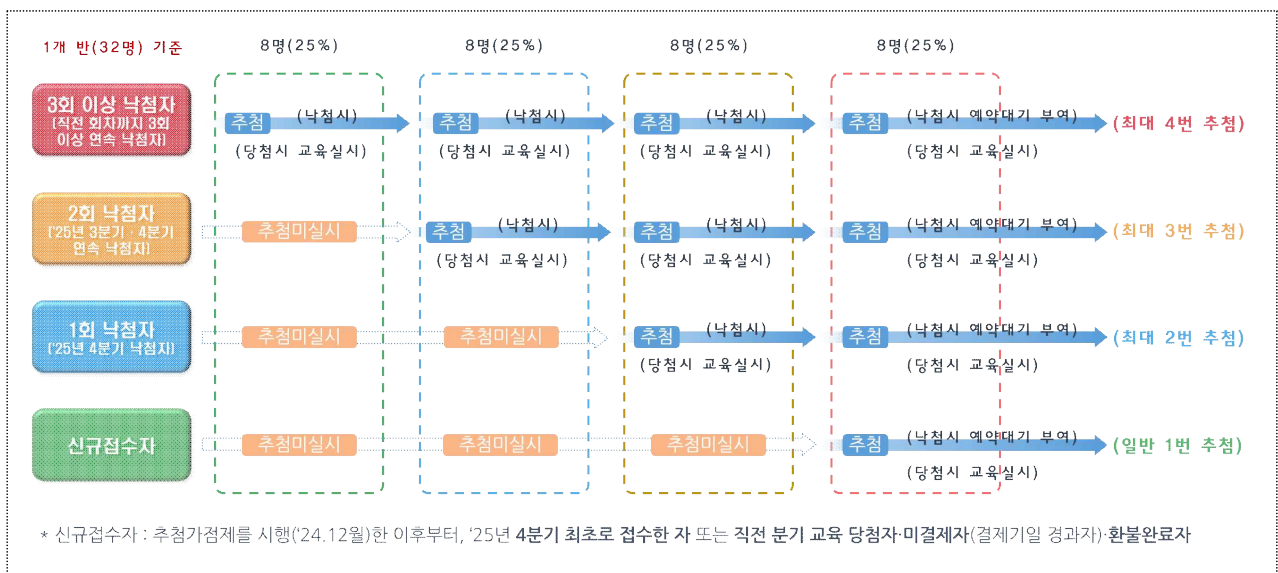 1개 반(32명) 기준 8명(25%) 8명(25%) 8명(25%) 8명(25%)
3회 이상 낙첨자
(직전 회차까지 3회
이상 연속 낙첨자)
추첨 (낙첨시) 추첨 (낙첨시) 추첨 (낙첨시) 추첨 (낙첨시 예약대기 부여) (최대 4번 추첨)
(당첨시 교육실시) (당첨시 교육실시) (당첨시 교육실시) (당첨시 교육실시)
2회 낙첨자
('25년 3분기·4분기
연속 낙첨자)
추첨미실시 추첨 (낙첨시) 추첨 (낙첨시) 추첨 (낙첨시 예약대기 부여) (최대 3번 추첨)
(당첨시 교육실시) (당첨시 교육실시) (당첨시 교육실시)
1회 낙첨자
('25년 4분기 낙첨자)
추첨미실시 추첨미실시 추첨 (낙첨시) 추첨 (낙첨시 예약대기 부여) (최대 2번 추첨)
(당첨시 교육실시) (당첨시 교육실시)
신규접수자
추첨미실시 추첨미실시 추첨미실시 추첨 (낙첨시 예약대기 부여) (일반 1번 추첨)
(당첨시 교육실시)
* 신규접수자 : 추첨가점제를 시행('24.12월)한 이후부터, '25년 4분기 최초로 접수한 자 또는 직전 분기 교육 당첨자·미결제자(결제기일 경과자)·환불완료자